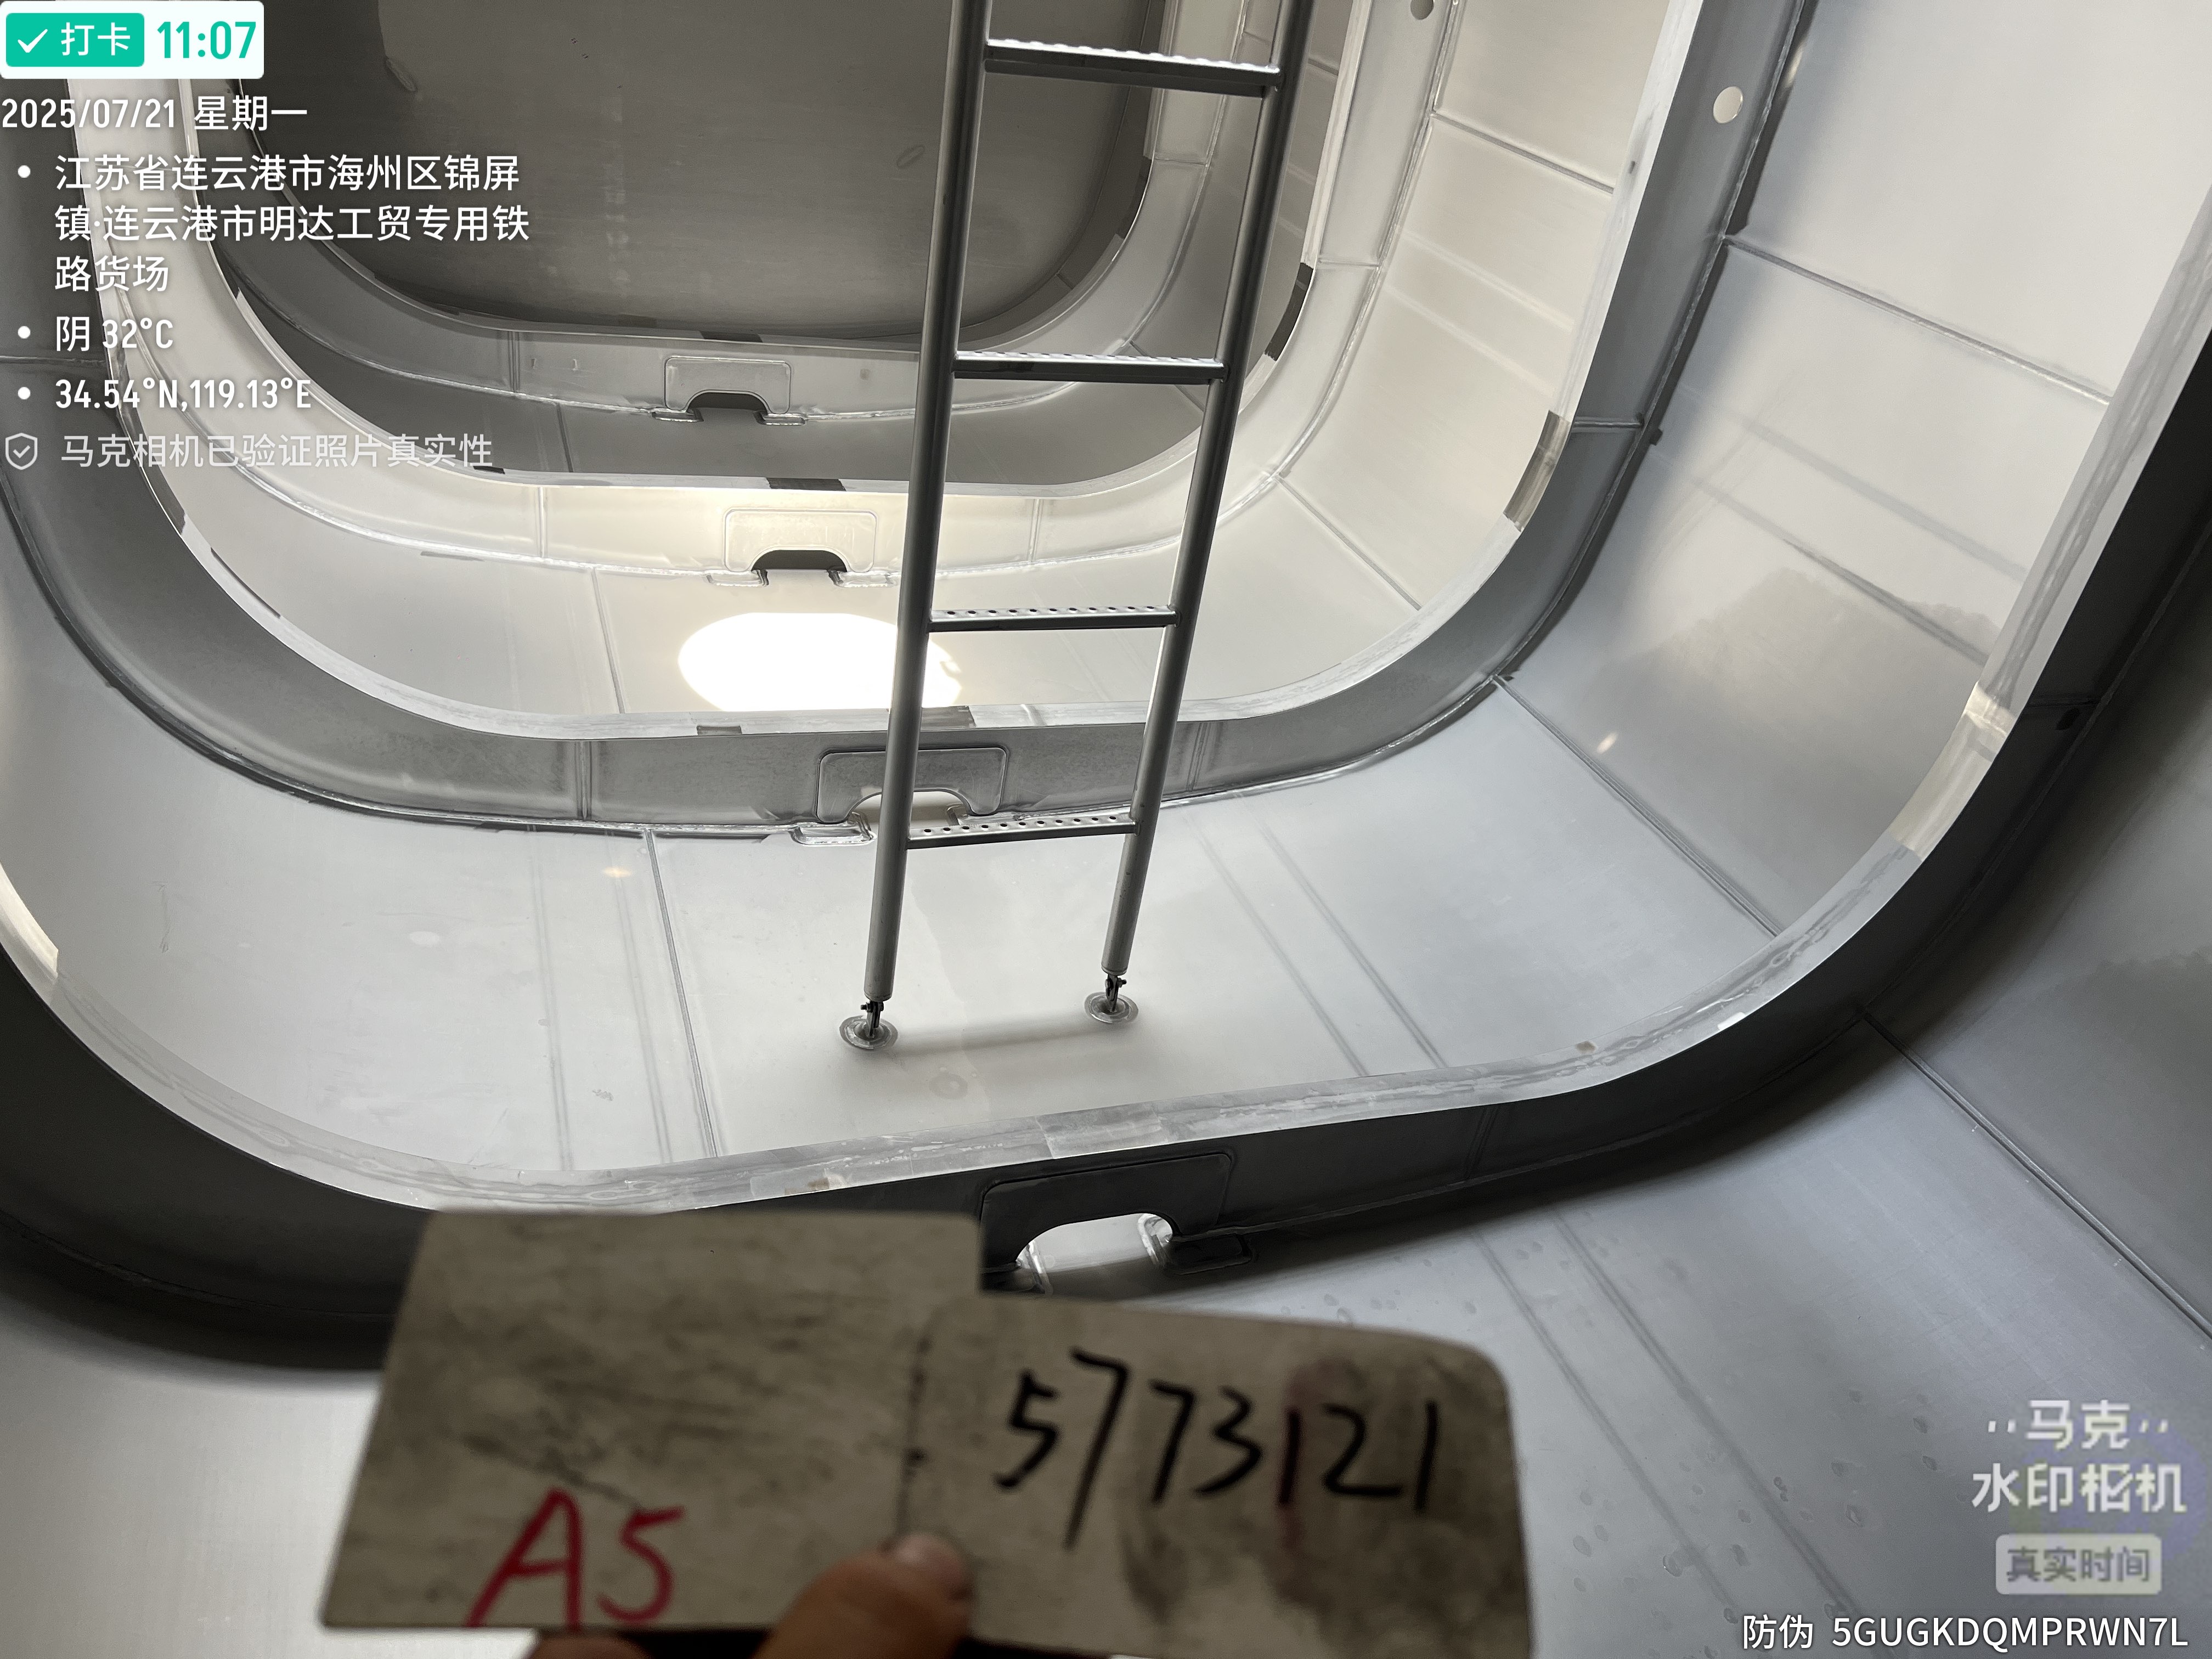 打卡 11:07
2025/07/21 星期一
江苏省连云港市海州区锦屏
镇·连云港市明达工贸专用铁
路货场
阴 32°C
34.54°N,119.13°E
马克相机已验证照片真实性
5773121
A5
马克
水印相机
真实时间
防伪 5GUGKDQMPRWN7L